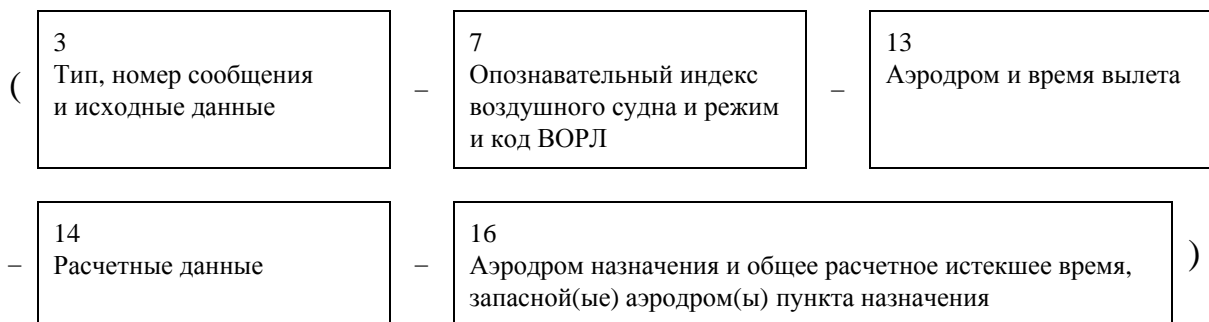 (
3
Тип, номер сообщения
и исходные данные
–
7
Опознавательный индекс
воздушного судна и режим
и код ВОРЛ
–
13
Аэродром и время вылета
–
14
Расчетные данные
–
16
Аэродром назначения и общее расчетное истекшее время,
запасной(ые) аэродром(ы) пункта назначения
)